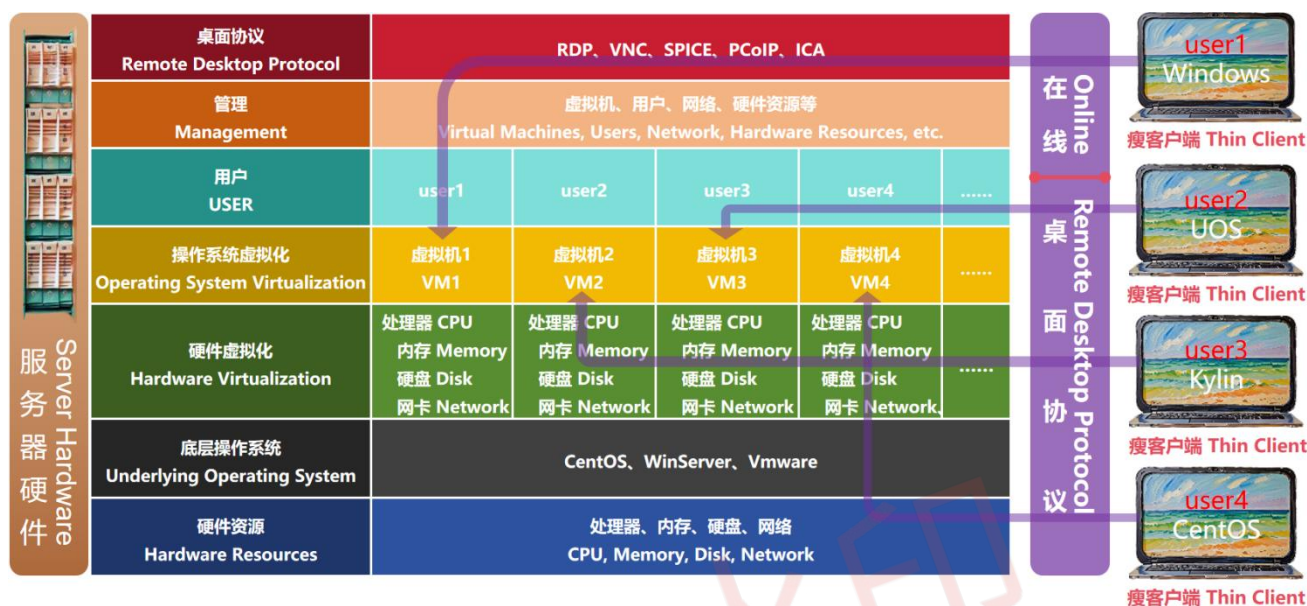 服务器硬件
Server Hardware
桌面协议
Remote Desktop Protocol
RDP、VNC、SPICE、PCoIP、ICA
管理
Management
虚拟机、用户、网络、硬件资源等
Virtual Machines, Users, Network, Hardware Resources, etc.
用户
USER
user1
user2
user3
user4
......
操作系统虚拟化
Operating System Virtualization
虚拟机1
VM1
虚拟机2
VM2
虚拟机3
VM3
虚拟机4
VM4
......
硬件虚拟化
Hardware Virtualization
处理器 CPU
内存 Memory
硬盘 Disk
网卡 Network
处理器 CPU
内存 Memory
硬盘 Disk
网卡 Network
处理器 CPU
内存 Memory
硬盘 Disk
网卡 Network
处理器 CPU
内存 Memory
硬盘 Disk
网卡 Network、
......
底层操作系统
Underlying Operating System
CentOS、WinServer、Vmware
硬件资源
Hardware Resources
处理器、内存、硬盘、网络
CPU, Memory, Disk, Network
在线
Online
桌面协议
Remote Desktop Protocol
user1
Windows
瘦客户端 Thin Client
user2
UOS
瘦客户端 Thin Client
user3
Kylin
瘦客户端 Thin Client
user4
CentOS
瘦客户端 Thin Client